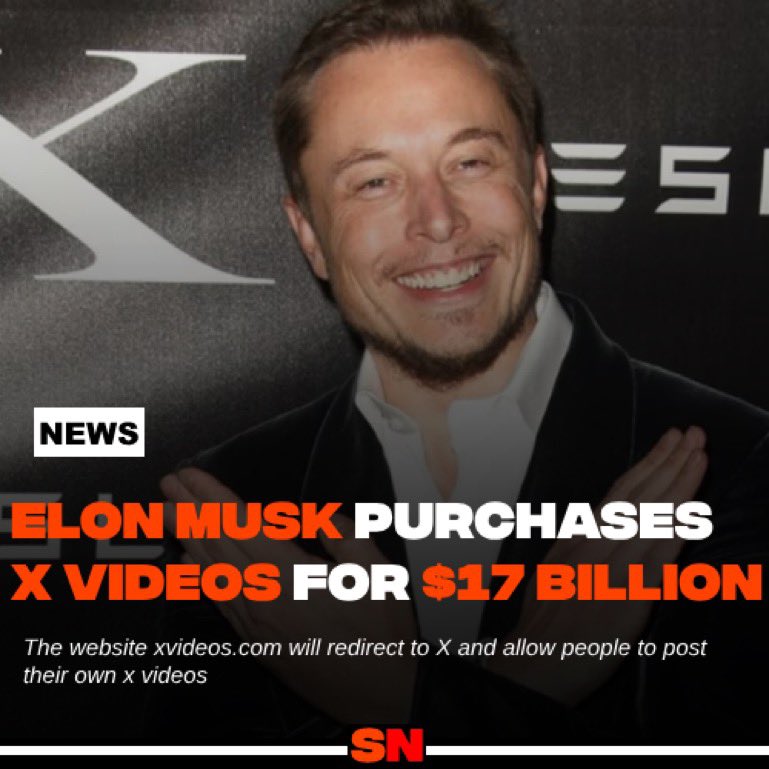 X
ESL
NEWS
ELON MUSK PURCHASES
X VIDEOS FOR $17 BILLION
The website xvideos.com will redirect to X and allow people to post
their own x videos
SN